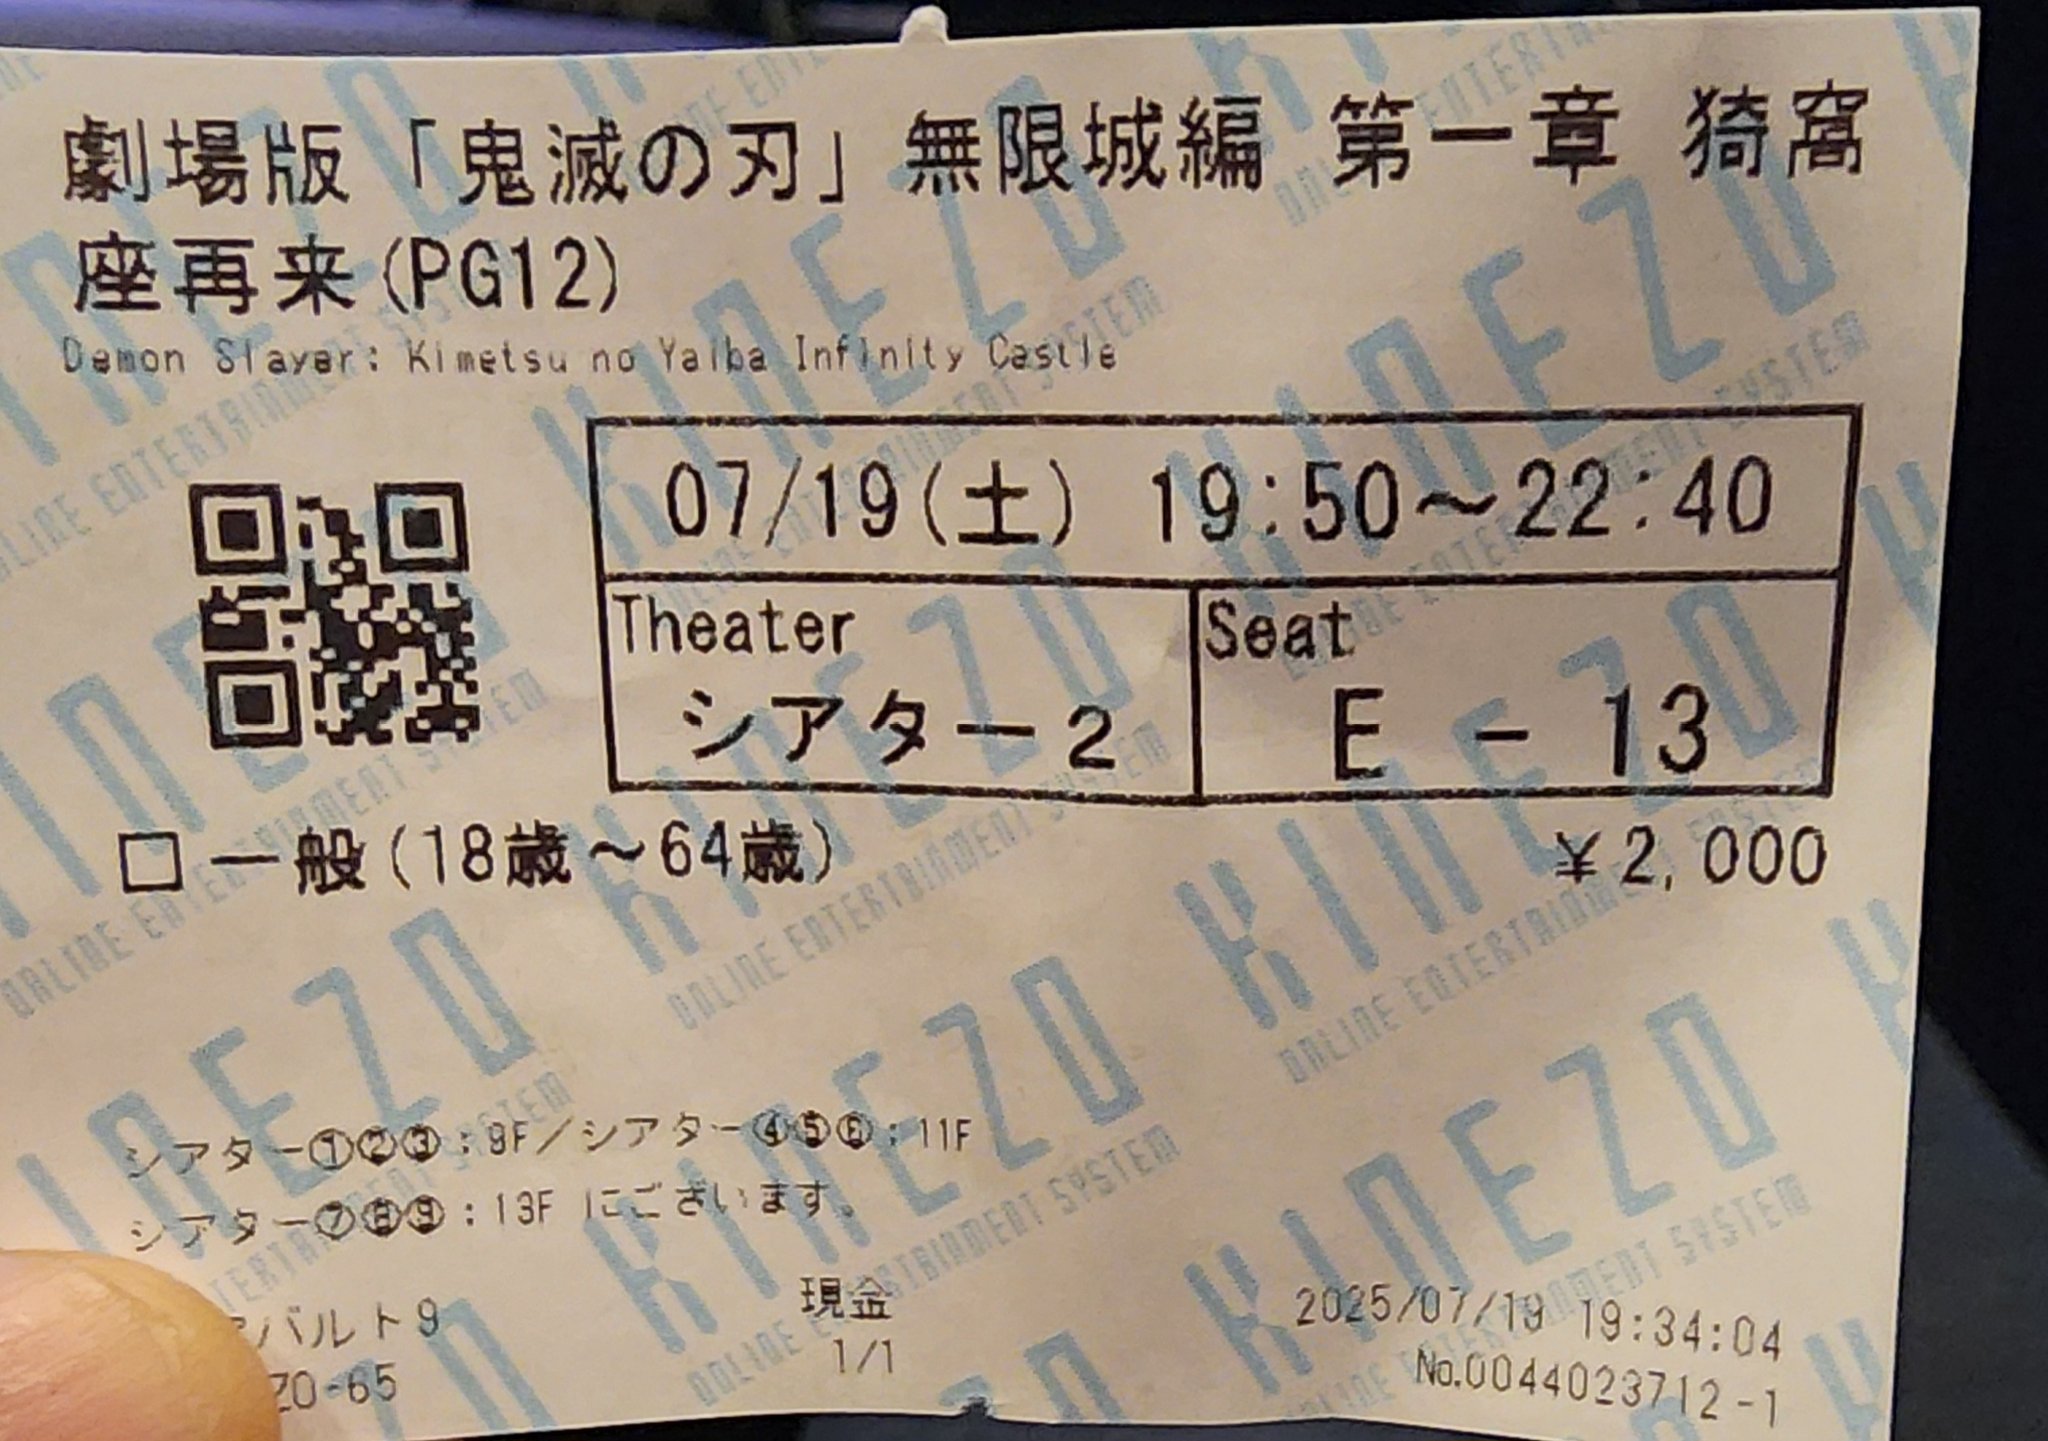 劇場版「鬼滅の刃」無限城編 第一章 猗窩
座再来(PG12)
Demon Slayer: Kimetsu no Yaiba Infinity Castle
07/19(土) 19:50～22:40
Theater
シアター2
Seat
E - 13
□一般(18歳～64歳)
¥2,000
シアター①②③:9F/シアター④⑤⑥:11F
シアター⑦⑧⑨:13F にございます。
バルト9
現金
2025/07/19 19:34:04
ZO-65
1/1
No.0044023712-1
KINEZO
ONLINE ENTERTAINMENT SYSTEM